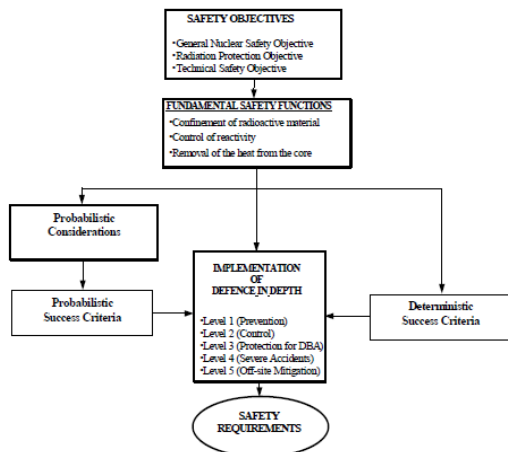 SAFETY OBJECTIVES
•General Nuclear Safety Objective
•Radiation Protection Objective
•Technical Safety Objective
FUNDAMENTAL SAFETY FUNCTIONS
•Confinement of radioactive material
•Control of reactivity
•Removal of the heat from the core
Probabilistic
Considerations
Probabilistic
Success Criteria
IMPLEMENTATION
OF
DEFENCE IN DEPTH
•Level 1 (Prevention)
•Level 2 (Control)
•Level 3 (Protection for DBA)
•Level 4 (Severe Accidents)
•Level 5 (Off-site Mitigation)
Deterministic
Success Criteria
SAFETY
REQUIREMENTS